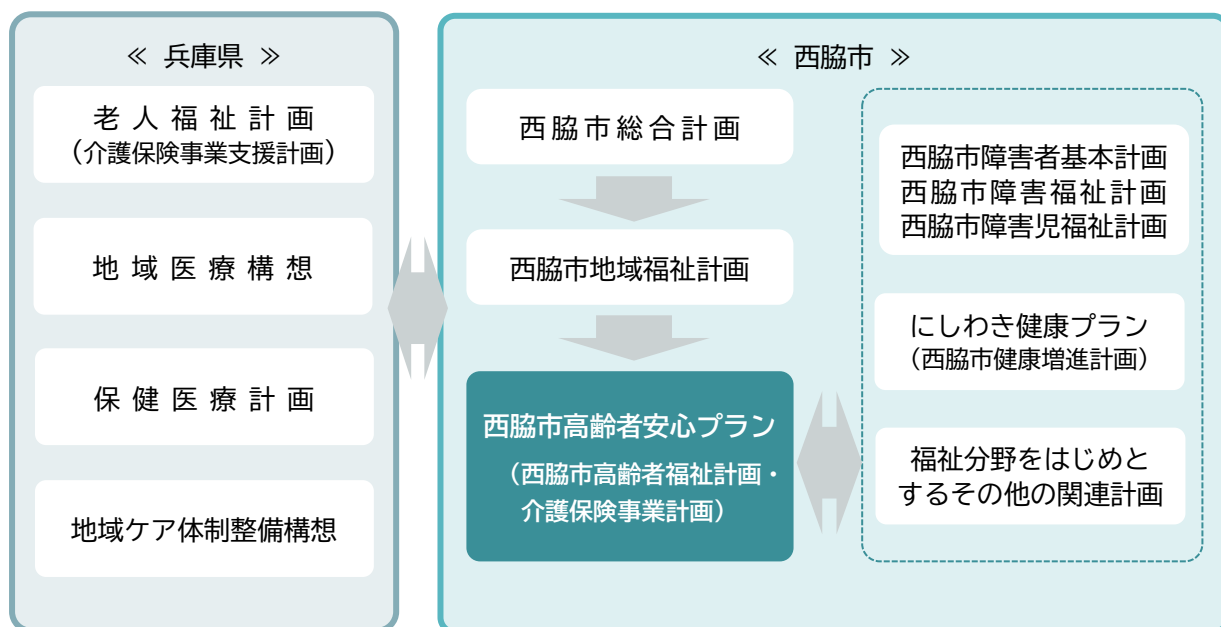 ≪ 兵庫県 ≫
老人福祉計画
（介護保険事業支援計画）
地域医療構想
保健医療計画
地域ケア体制整備構想
≪ 西脇市 ≫
西脇市総合計画
西脇市地域福祉計画
西脇市高齢者安心プラン
（西脇市高齢者福祉計画・
介護保険事業計画）
西脇市障害者基本計画
西脇市障害福祉計画
西脇市障害児福祉計画
にしわき健康プラン
（西脇市健康増進計画）
福祉分野をはじめと
するその他の関連計画